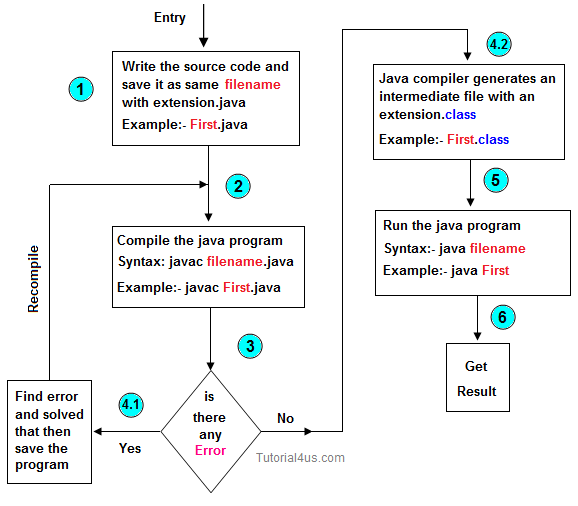 Entry
1
Write the source code and
save it as same filename
with extension.java
Example:- First.java
2
Compile the java program
Syntax: javac filename.java
Example:- javac First.java
3
is
there
any
Error
Yes
4.1
Find error
and solved
that then
save the
program
Recompile
No
4.2
Java compiler generates an
intermediate file with an
extension.class
Example:- First.class
5
Run the java program
Syntax:- java filename
Example:- java First
6
Get
Result
Tutorial4us.com